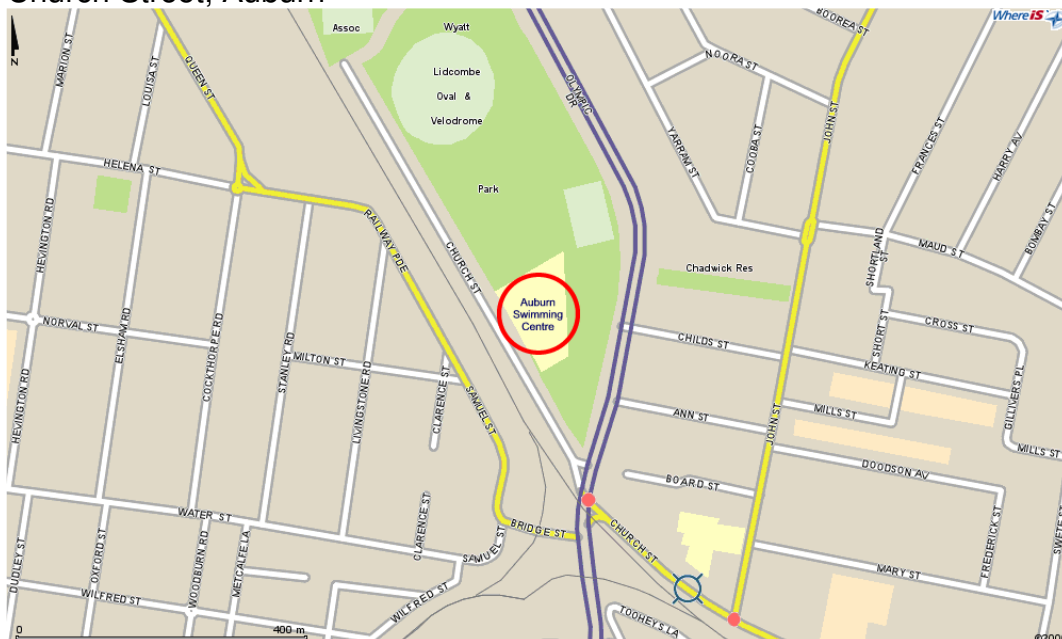 Church Street, Auburn
Assoc
Wyatt
Lidcombe
Oval &
Velodrome
Park
Auburn
Swimming
Centre
Chadwick Res
WhereiS
N
MARION ST
LOUISA ST
QUEEN ST
OLYMPIC
DR
NOORA ST
BOOREA ST
JOHN ST
YARRAM ST
COOBA ST
FRANCES ST
HARRY AV
BOMBAY ST
HELENA ST
HEVINGTON RD
RAILWAY PDE
CHURCH ST
SHORTLAND
ST
MAUD ST
NORVAL ST
ELSHAM RD
COCKTHORPE RD
STANLEY RD
MILTON ST
LIVINGSTONE RD
CLARENCE ST
SAMUEL ST
CHILDS ST
SHORT ST
CROSS ST
KEATING ST
GILLIVERS PL
HEVINGTON RD
ANN ST
JOHN ST
MILLS ST
MILLS ST
DOODSON AV
BOARD ST
WATER ST
CLARENCE ST
BRIDGE ST
SAMUEL ST
CHURCH ST
FREDERICK ST
MARY ST
DUDLEY ST
OXFORD ST
WOODBURN RD
METCALFE LA
WILFRED ST
WILFRED ST
TOOHEYS LA
0
400 m